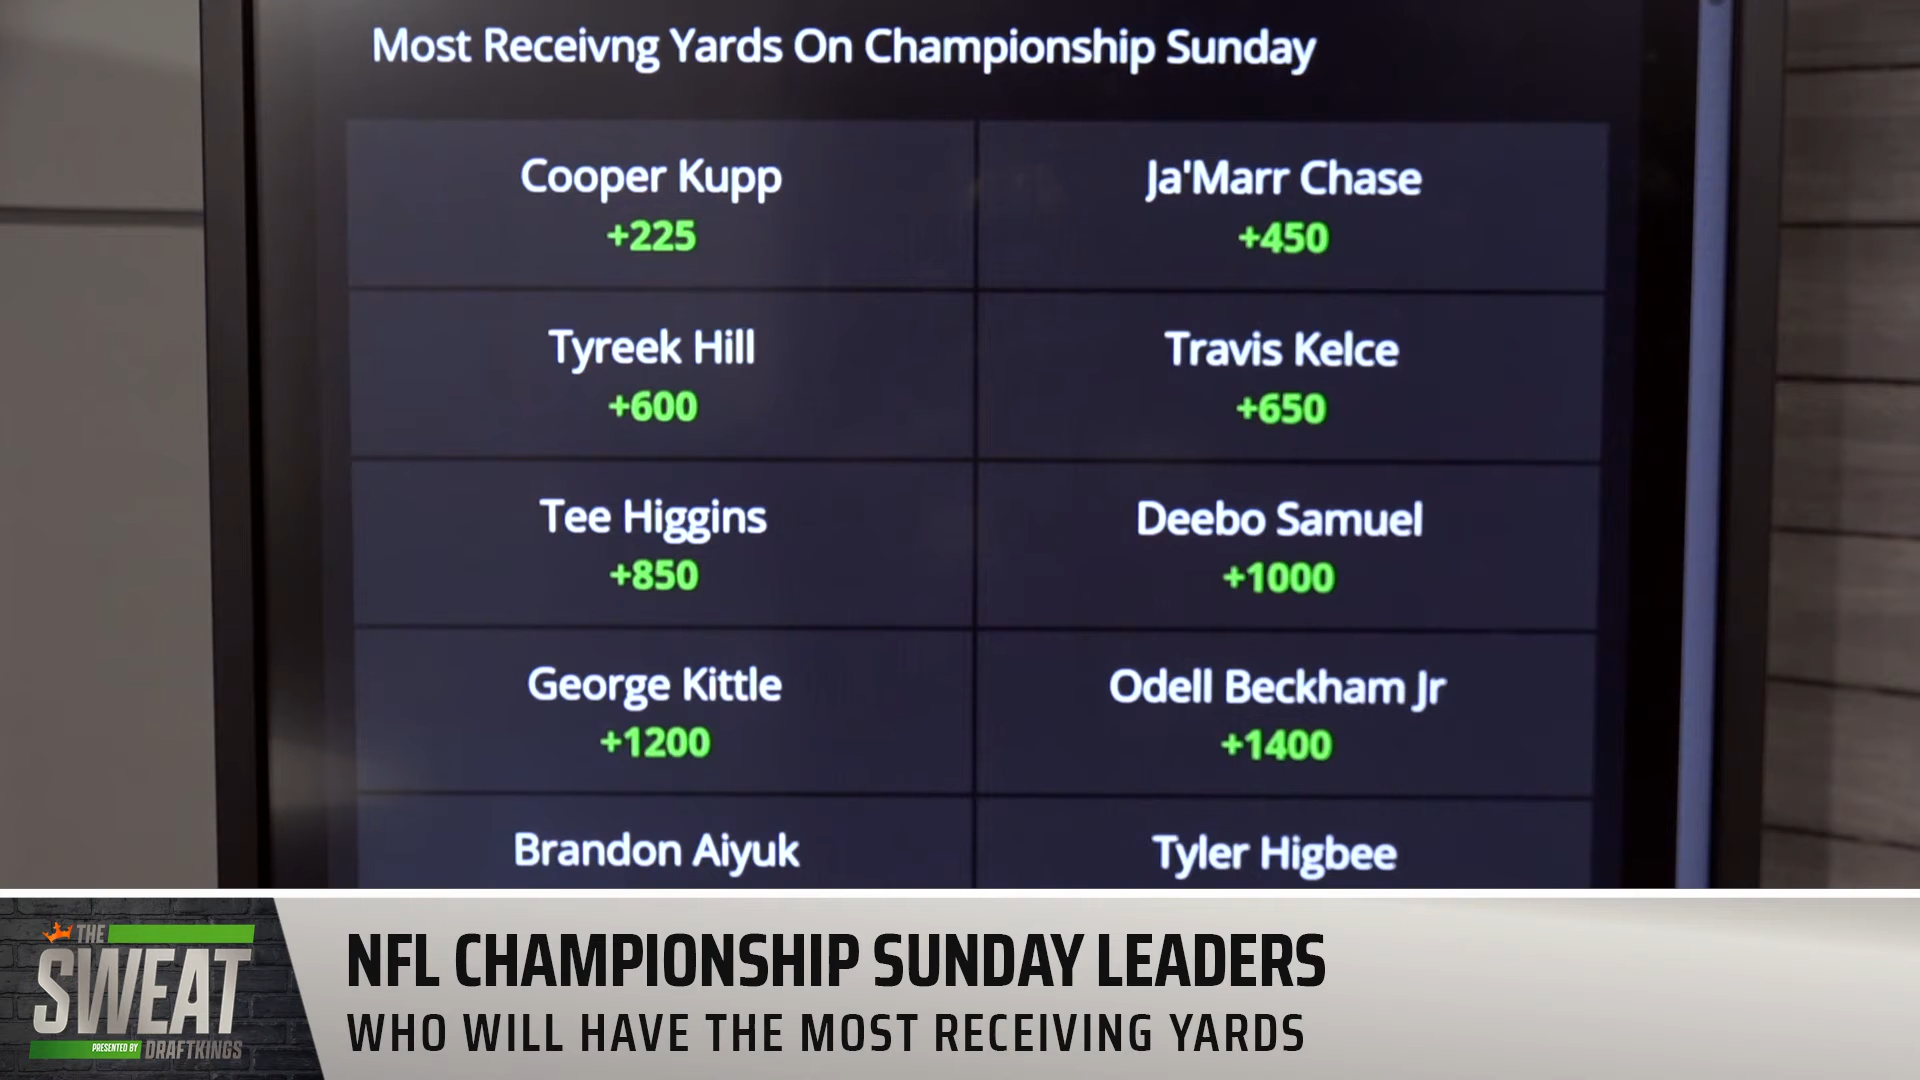 Most Receivng Yards On Championship Sunday
Cooper Kupp
+225
Ja'Marr Chase
+450
Tyreek Hill
+600
Travis Kelce
+650
Tee Higgins
+850
Deebo Samuel
+1000
George Kittle
+1200
Odell Beckham Jr
+1400
Brandon Aiyuk
Tyler Higbee
THE
SWEAT
PRESENTED BY DRAFTKINGS
NFL CHAMPIONSHIP SUNDAY LEADERS
WHO WILL HAVE THE MOST RECEIVING YARDS